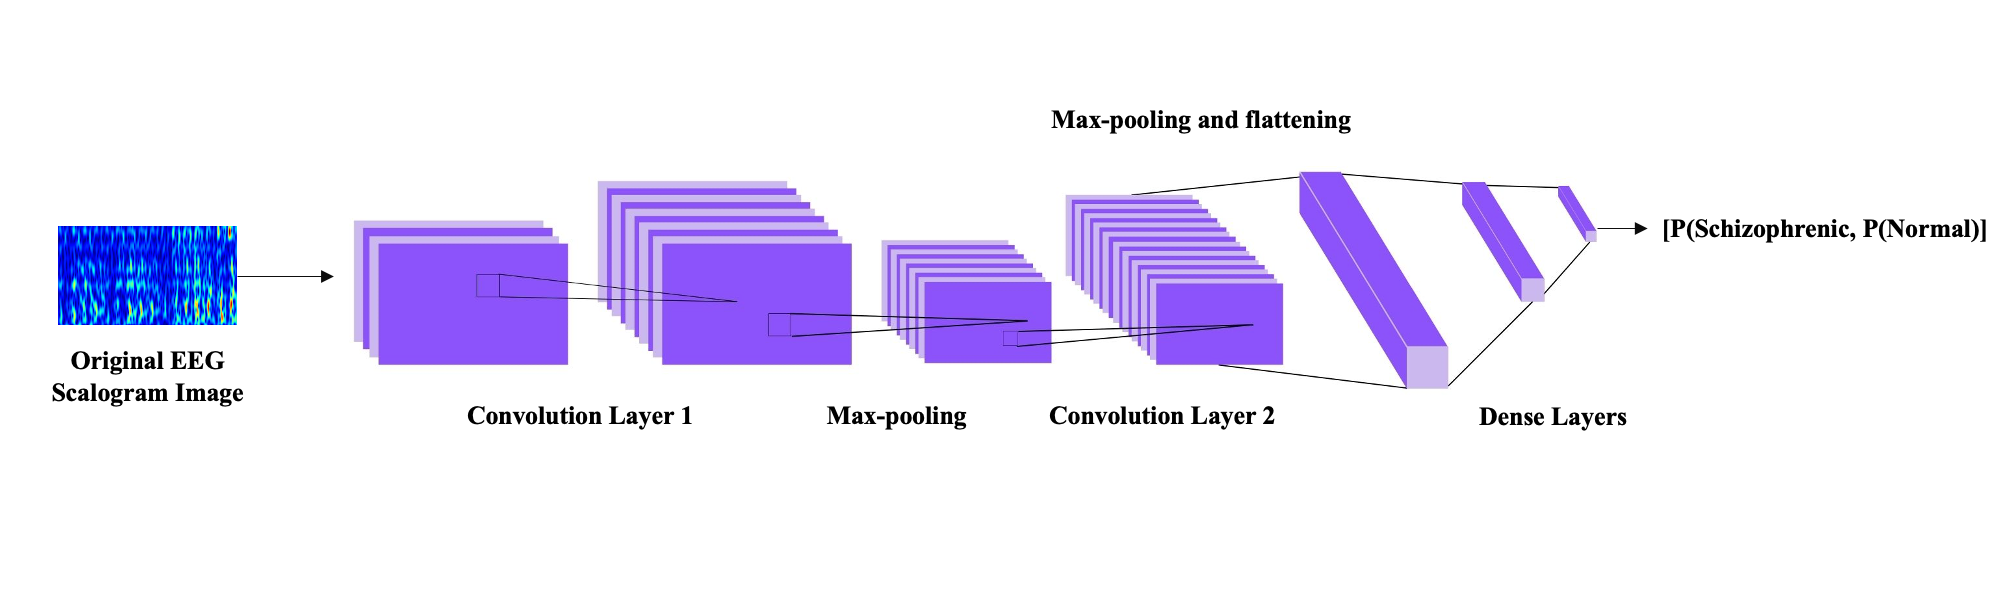 Max-pooling and flattening
[P(Schizophrenic, P(Normal)]
Original EEG
Scalogram Image
Convolution Layer 1
Max-pooling
Convolution Layer 2
Dense Layers